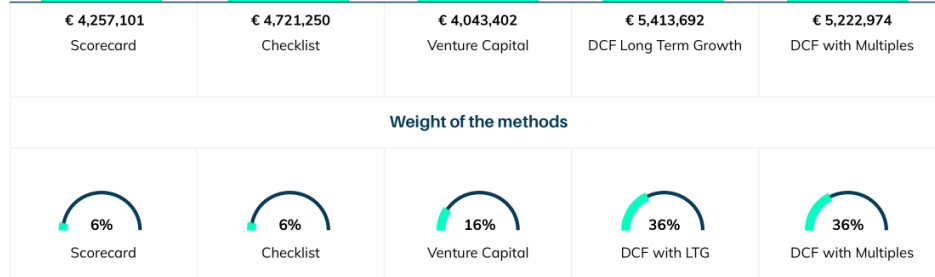 € 4,257,101 € 4,721,250 € 4,043,402 € 5,413,692 € 5,222,974
Scorecard Checklist Venture Capital DCF Long Term Growth DCF with Multiples
Weight of the methods
6% 6% 16% 36% 36%
Scorecard Checklist Venture Capital DCF with LTG DCF with Multiples